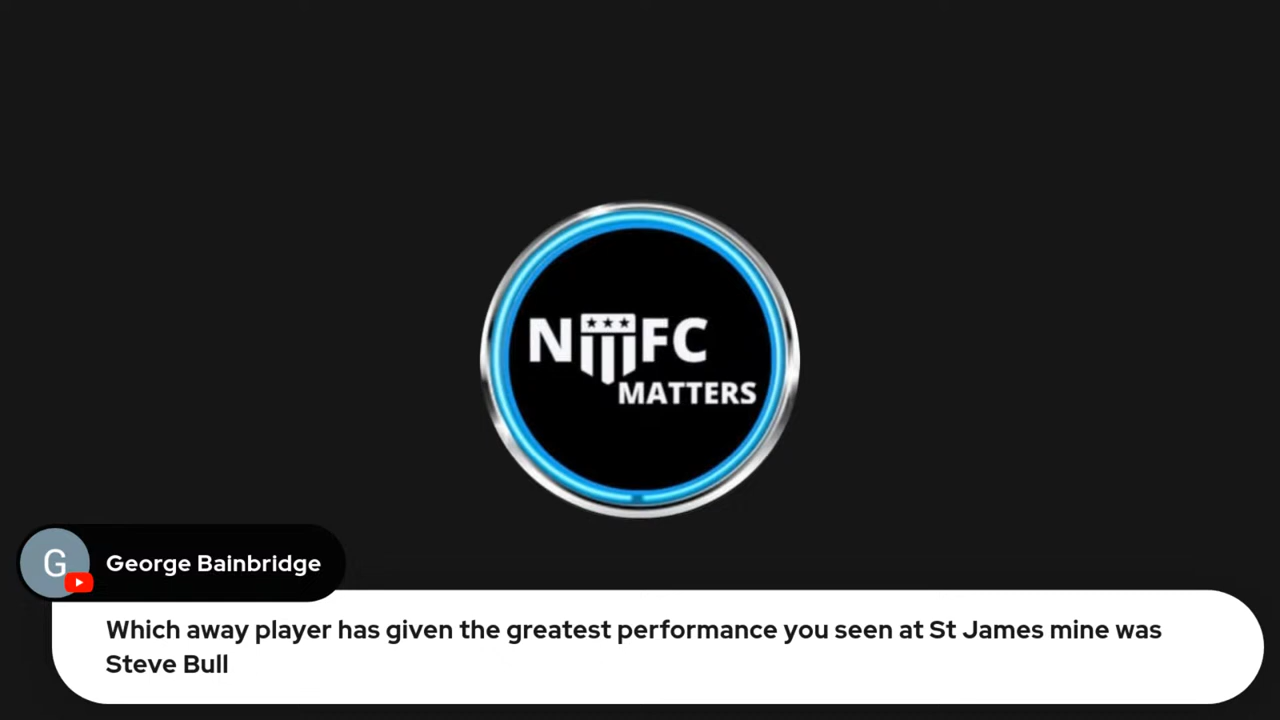 NUFC
MATTERS
G
George Bainbridge
Which away player has given the greatest performance you seen at St James mine was
Steve Bull